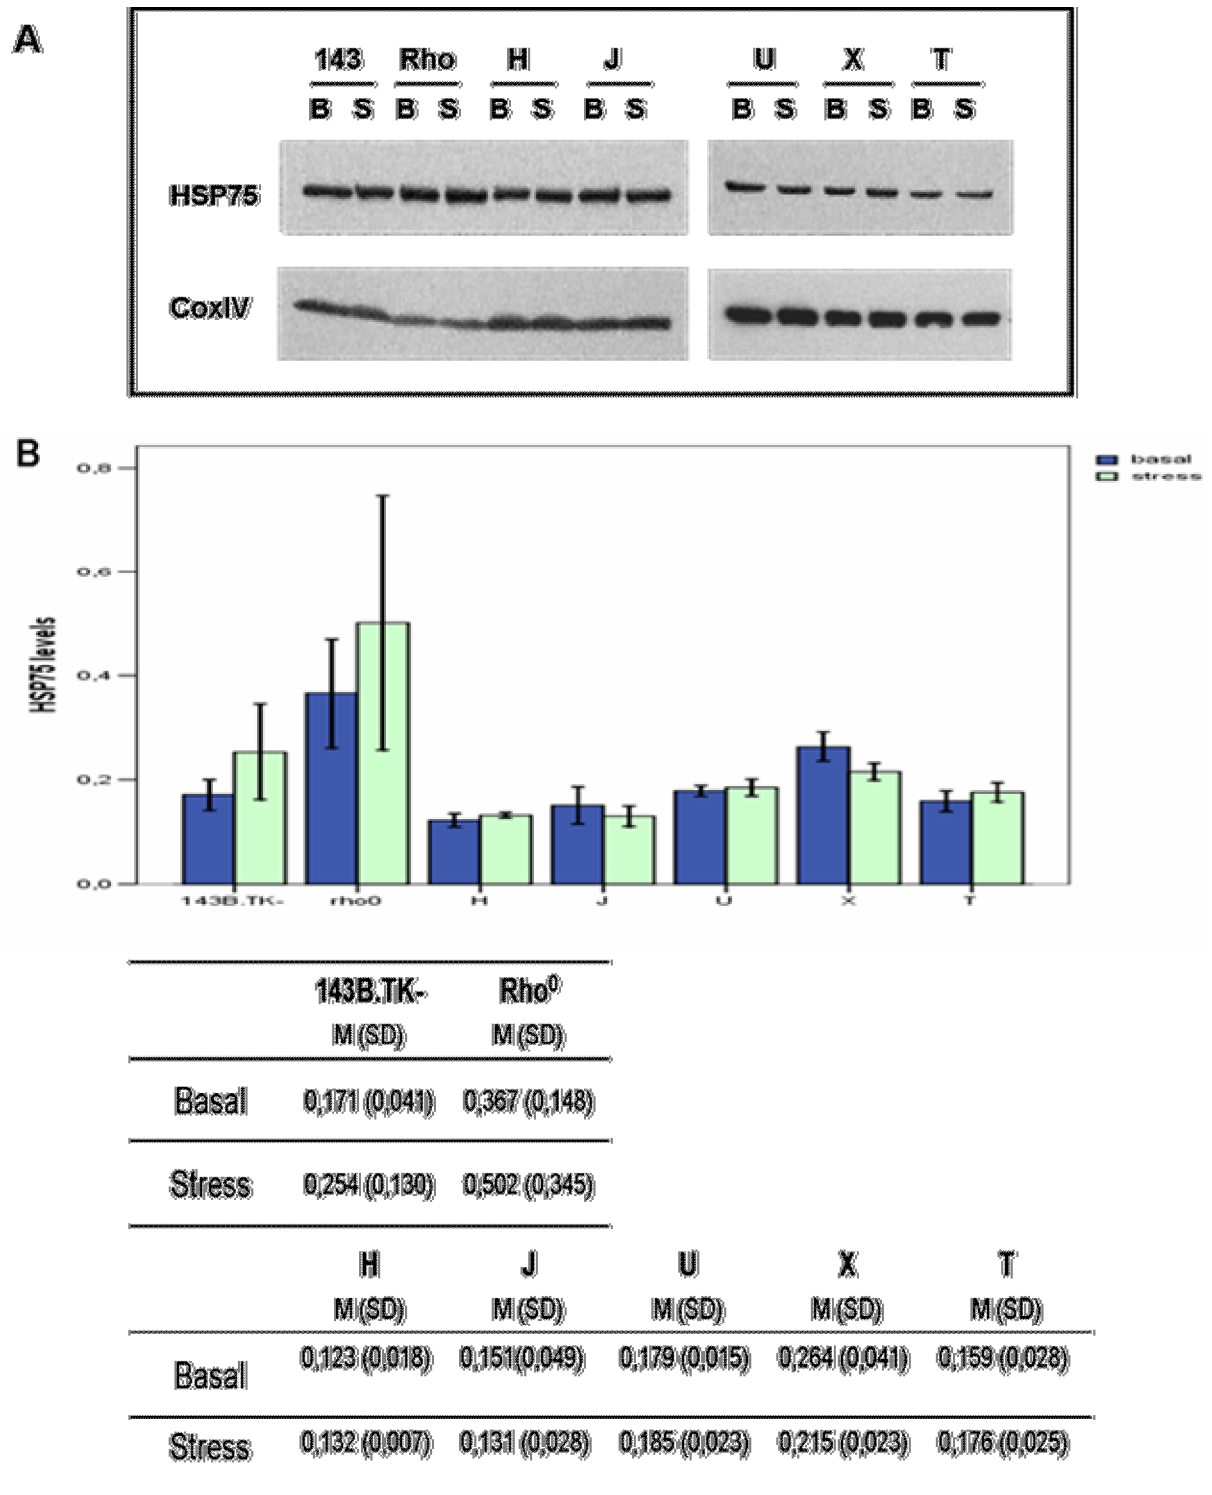 A
143 Rho H J U X T
B S B S B S B S B S B S B S
HSP75
CoxIV
B
basal
stress
0,8
0,6
0,4
0,2
0,0
HSP75 levels
143B.TK- rho0 H J U X T
143B.TK- Rho⁰
M (SD) M (SD)
Basal 0,171 (0,041) 0,367 (0,148)
Stress 0,254 (0,130) 0,502 (0,345)
H J U X T
M (SD) M (SD) M (SD) M (SD) M (SD)
Basal 0,123 (0,018) 0,151(0,049) 0,179 (0,015) 0,264 (0,041) 0,159 (0,028)
Stress 0,132 (0,007) 0,131 (0,028) 0,185 (0,023) 0,215 (0,023) 0,176 (0,025)